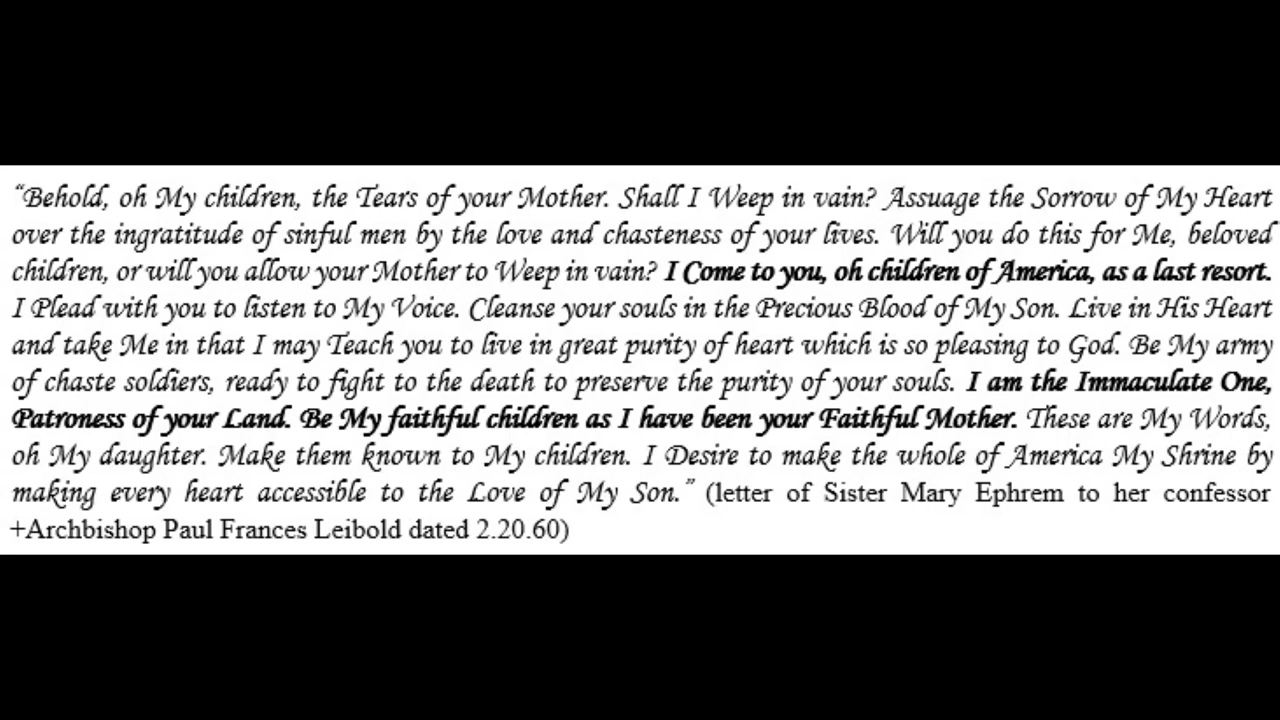 “Behold, oh My children, the Tears of your Mother. Shall I Weep in vain? Assuage the Sorrow of My Heart
over the ingratitude of sinful men by the love and chasteness of your lives. Will you do this for Me, beloved
children, or will you allow your Mother to Weep in vain? I Come to you, oh children of America, as a last resort.
I Plead with you to listen to My Voice. Cleanse your souls in the Precious Blood of My Son. Live in His Heart
and take Me in that I may Teach you to live in great purity of heart which is so pleasing to God. Be My army
of chaste soldiers, ready to fight to the death to preserve the purity of your souls. I am the Immaculate One,
Patroness of your Land. Be My faithful children as I have been your Faithful Mother. These are My Words,
oh My daughter. Make them known to My children. I Desire to make the whole of America My Shrine by
making every heart accessible to the Love of My Son.” (letter of Sister Mary Ephrem to her confessor
+Archbishop Paul Frances Leibold dated 2.20.60)